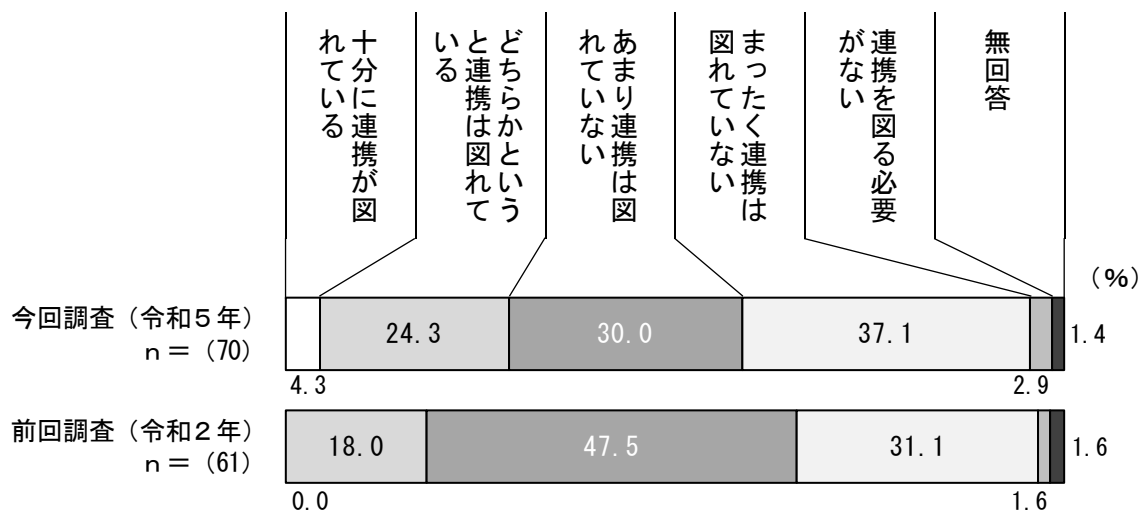 十分に連携が図
れている
どちらかという
と連携は図れて
いる
あまり連携は図
れていない
まったく連携は
図れていない
連携を図る必要
がない
無回答
(%)
今回調査（令和５年）
ｎ＝（70）
4.3
24.3
30.0
37.1
2.9
1.4
前回調査（令和２年）
ｎ＝（61）
0.0
18.0
47.5
31.1
1.6
1.6